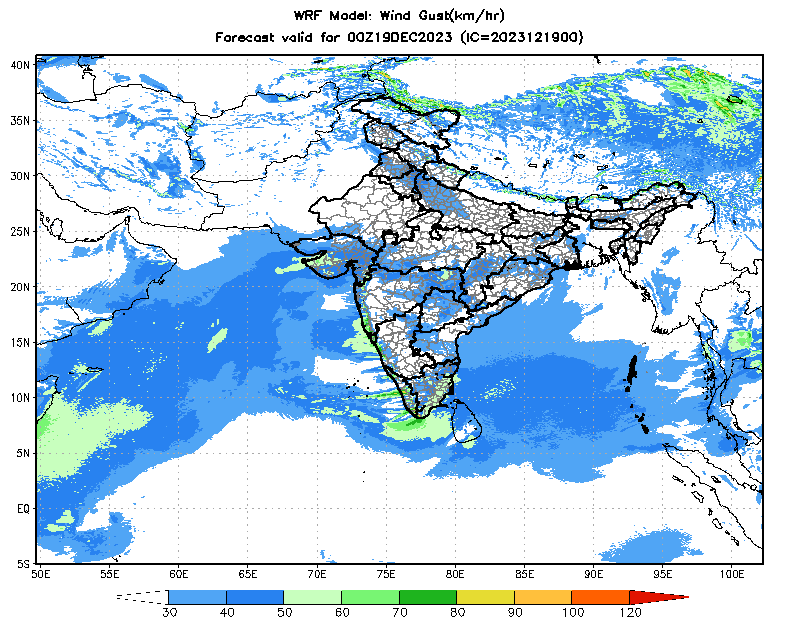 WRF Model: Wind Gust(km/hr)
Forecast valid for 00Z19DEC2023 (IC=2023121900)
40N
35N
30N
25N
20N
15N
10N
5N
EQ
5S
50E 55E 60E 65E 70E 75E 80E 85E 90E 95E 100E
30 40 50 60 70 80 90 100 120